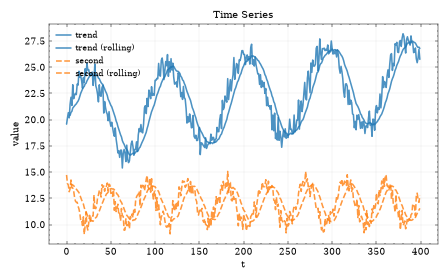 Time Series
trend
trend (rolling)
second
second (rolling)
value
27.5
25.0
22.5
20.0
17.5
15.0
12.5
10.0
0 50 100 150 200 250 300 350 400
t